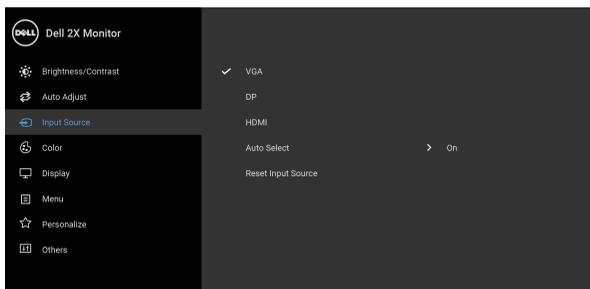 DELL Dell 2X Monitor
Brightness/Contrast
Auto Adjust
Input Source
Color
Display
Menu
Personalize
Others
VGA
DP
HDMI
Auto Select On
Reset Input Source